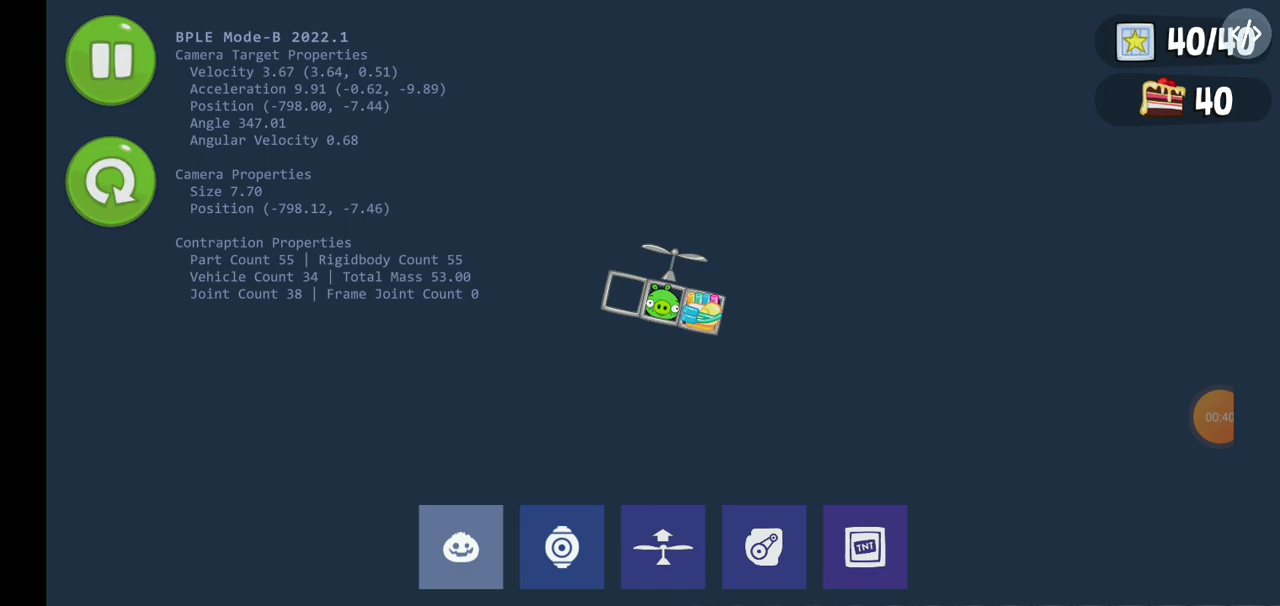 BPLE Mode-B 2022.1
Camera Target Properties
Velocity 3.67 (3.64, 0.51)
Acceleration 9.91 (-0.62, -9.89)
Position (-798.00, -7.44)
Angle 347.01
Angular Velocity 0.68
Camera Properties
Size 7.70
Position (-798.12, -7.46)
Contraption Properties
Part Count 55 | Rigidbody Count 55
Vehicle Count 34 | Total Mass 53.00
Joint Count 38 | Frame Joint Count 0
40/40
40
00:40
TNT